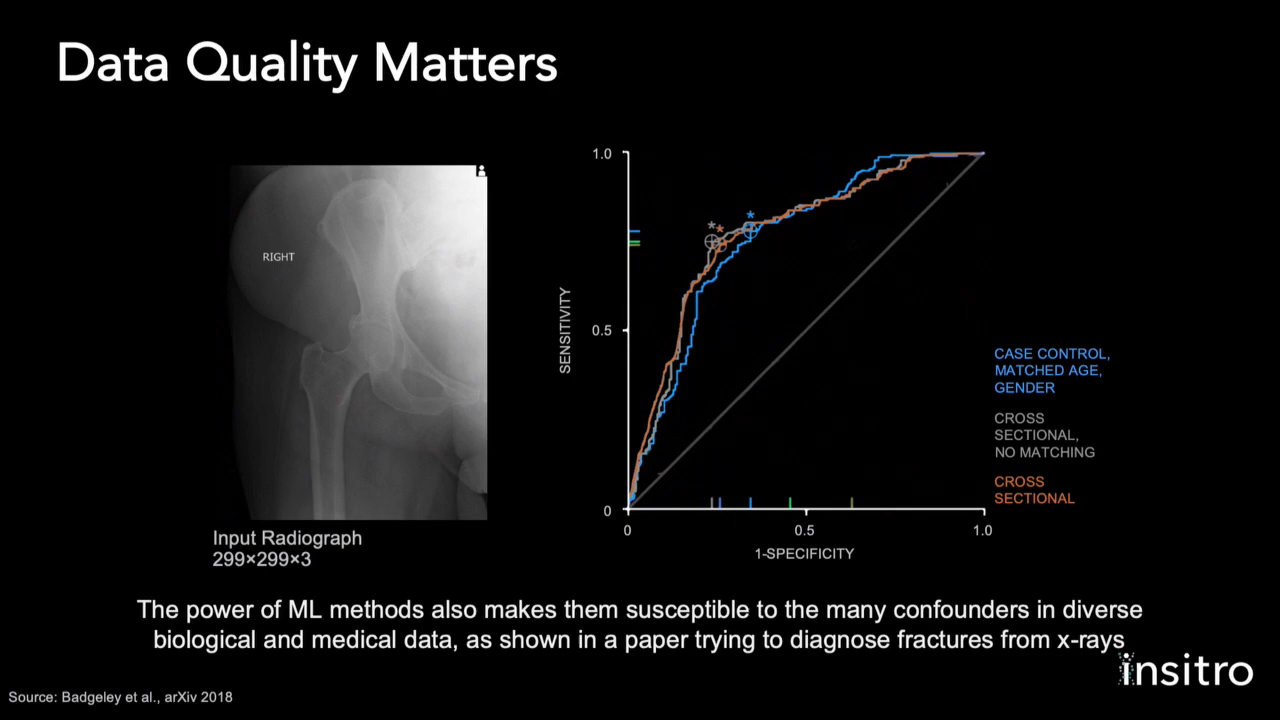 Data Quality Matters
RIGHT
Input Radiograph
299×299×3
1.0
0.5
0
SENSITIVITY
0
0.5
1.0
1-SPECIFICITY
*
*
*
CASE CONTROL,
MATCHED AGE,
GENDER
CROSS
SECTIONAL,
NO MATCHING
CROSS
SECTIONAL
The power of ML methods also makes them susceptible to the many confounders in diverse
biological and medical data, as shown in a paper trying to diagnose fractures from x-rays
insitro
Source: Badgeley et al., arXiv 2018